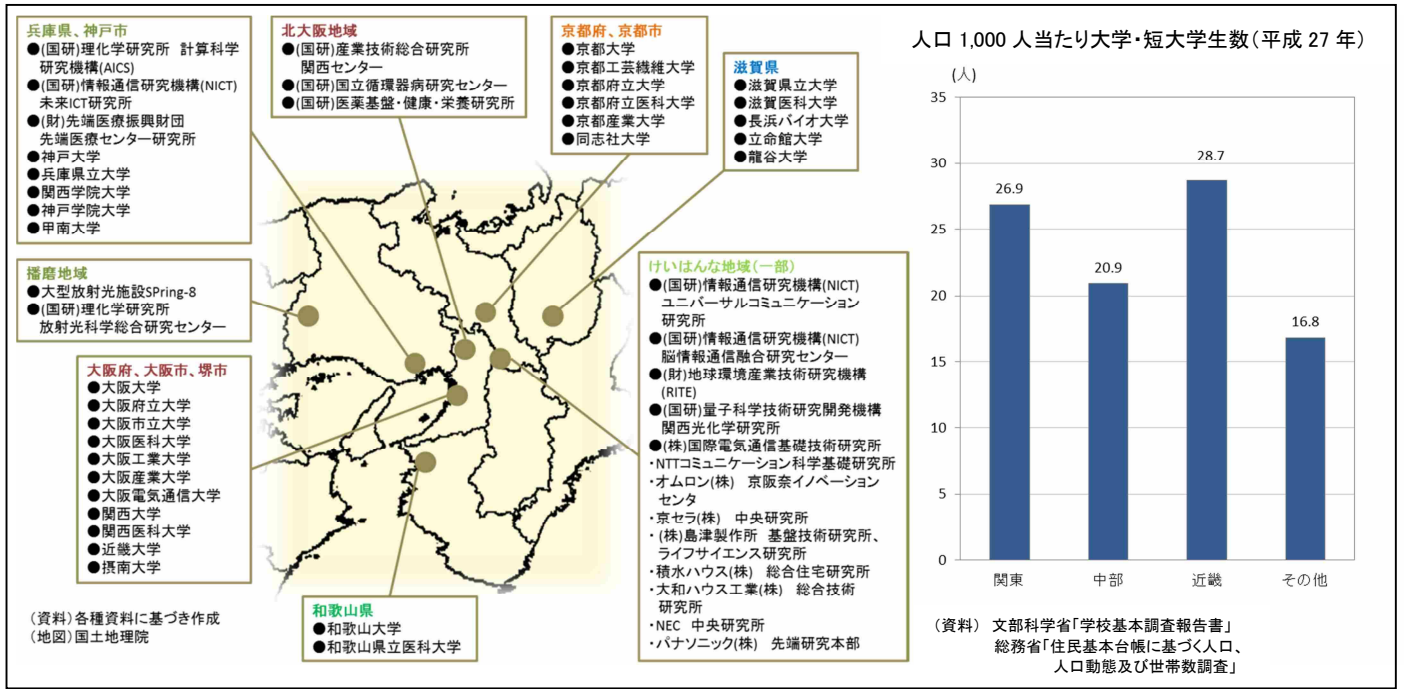 兵庫県、神戸市
●(国研)理化学研究所　計算科学
研究機構(AICS)
●(国研)情報通信研究機構(NICT)
未来ICT研究所
●(財)先端医療振興財団
先端医療センター研究所
●神戸大学
●兵庫県立大学
●関西学院大学
●神戸学院大学
●甲南大学
北大阪地域
●(国研)産業技術総合研究所
関西センター
●(国研)国立循環器病研究センター
●(国研)医薬基盤・健康・栄養研究所
京都府、京都市
●京都大学
●京都工芸繊維大学
●京都府立大学
●京都府立医科大学
●京都産業大学
●同志社大学
滋賀県
●滋賀県立大学
●滋賀医科大学
●長浜バイオ大学
●立命館大学
●龍谷大学
播磨地域
●大型放射光施設SPring-8
●(国研)理化学研究所
放射光科学総合研究センター
大阪府、大阪市、堺市
●大阪大学
●大阪府立大学
●大阪市立大学
●大阪医科大学
●大阪工業大学
●大阪産業大学
●大阪電気通信大学
●関西大学
●関西医科大学
●近畿大学
●摂南大学
けいはんな地域(一部)
●(国研)情報通信研究機構(NICT)
ユニバーサルコミュニケーション
研究所
●(国研)情報通信研究機構(NICT)
脳情報通信融合研究センター
●(財)地球環境産業技術研究機構
(RITE)
●(国研)量子科学技術研究開発機構
関西光化学研究所
●(株)国際電気通信基礎技術研究所
・NTTコミュニケーション科学基礎研究所
・オムロン(株)　京阪奈イノベーション
センタ
・京セラ(株)　中央研究所
・(株)島津製作所　基盤技術研究所、
ライフサイエンス研究所
・積水ハウス(株)　総合住宅研究所
・大和ハウス工業(株)　総合技術
研究所
・NEC　中央研究所
・パナソニック(株)　先端研究本部
和歌山県
●和歌山大学
●和歌山県立医科大学
(資料)各種資料に基づき作成
(地図)国土地理院
人口 1,000 人当たり大学・短大学生数(平成 27 年)
(人)
35
30
25
20
15
10
5
0
26.9
20.9
28.7
16.8
関東
中部
近畿
その他
(資料)　文部科学省「学校基本調査報告書」
総務省「住民基本台帳に基づく人口、
人口動態及び世帯数調査」